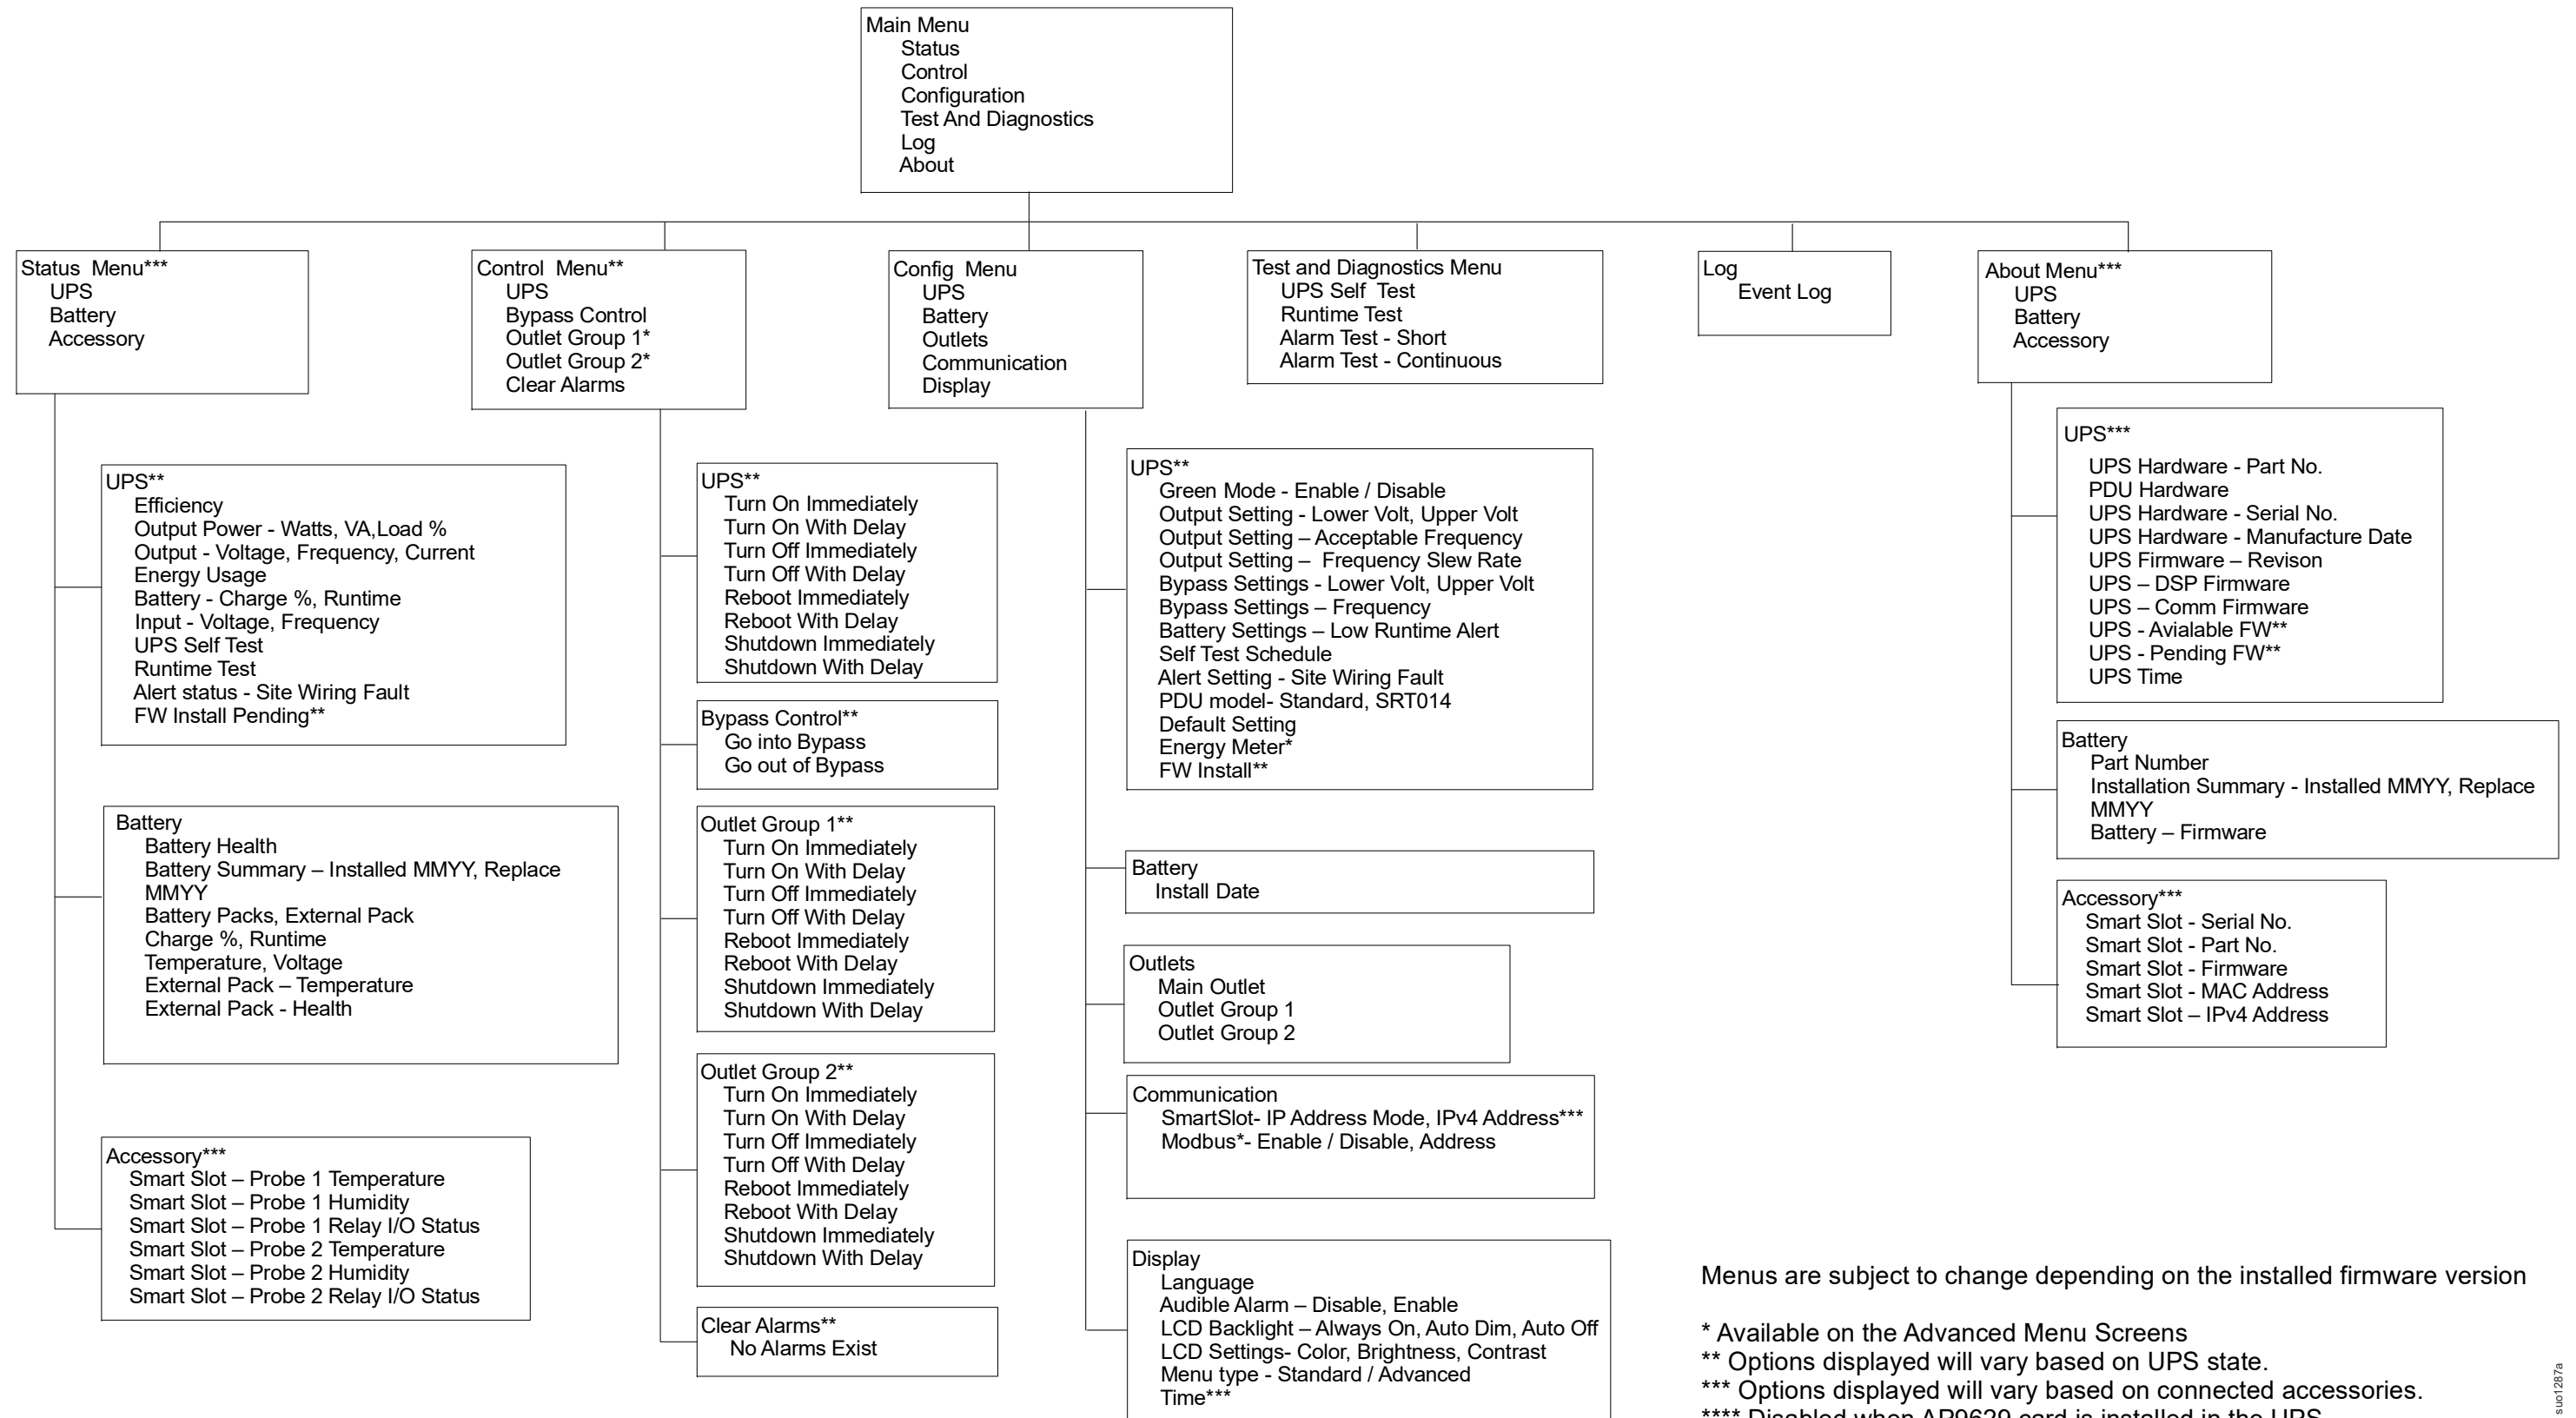 Main Menu
Status
Control
Configuration
Test And Diagnostics
Log
About
Status Menu***
UPS
Battery
Accessory
UPS**
Efficiency
Output Power - Watts, VA,Load %
Output - Voltage, Frequency, Current
Energy Usage
Battery - Charge %, Runtime
Input - Voltage, Frequency
UPS Self Test
Runtime Test
Alert status - Site Wiring Fault
FW Install Pending**
Battery
Battery Health
Battery Summary – Installed MMYY, Replace
MMYY
Battery Packs, External Pack
Charge %, Runtime
Temperature, Voltage
External Pack – Temperature
External Pack - Health
Accessory***
Smart Slot – Probe 1 Temperature
Smart Slot – Probe 1 Humidity
Smart Slot – Probe 1 Relay I/O Status
Smart Slot – Probe 2 Temperature
Smart Slot – Probe 2 Humidity
Smart Slot – Probe 2 Relay I/O Status
Control Menu**
UPS
Bypass Control
Outlet Group 1*
Outlet Group 2*
Clear Alarms
UPS**
Turn On Immediately
Turn On With Delay
Turn Off Immediately
Turn Off With Delay
Reboot Immediately
Reboot With Delay
Shutdown Immediately
Shutdown With Delay
Bypass Control**
Go into Bypass
Go out of Bypass
Outlet Group 1**
Turn On Immediately
Turn On With Delay
Turn Off Immediately
Turn Off With Delay
Reboot Immediately
Reboot With Delay
Shutdown Immediately
Shutdown With Delay
Outlet Group 2**
Turn On Immediately
Turn On With Delay
Turn Off Immediately
Turn Off With Delay
Reboot Immediately
Reboot With Delay
Shutdown Immediately
Shutdown With Delay
Clear Alarms**
No Alarms Exist
Config Menu
UPS
Battery
Outlets
Communication
Display
UPS**
Green Mode - Enable / Disable
Output Setting - Lower Volt, Upper Volt
Output Setting – Acceptable Frequency
Output Setting – Frequency Slew Rate
Bypass Settings - Lower Volt, Upper Volt
Bypass Settings – Frequency
Battery Settings – Low Runtime Alert
Self Test Schedule
Alert Setting - Site Wiring Fault
PDU model- Standard, SRT014
Default Setting
Energy Meter*
FW Install**
Battery
Install Date
Outlets
Main Outlet
Outlet Group 1
Outlet Group 2
Communication
SmartSlot- IP Address Mode, IPv4 Address***
Modbus*- Enable / Disable, Address
Display
Language
Audible Alarm – Disable, Enable
LCD Backlight – Always On, Auto Dim, Auto Off
LCD Settings- Color, Brightness, Contrast
Menu type - Standard / Advanced
Time***
Test and Diagnostics Menu
UPS Self Test
Runtime Test
Alarm Test - Short
Alarm Test - Continuous
Log
Event Log
About Menu***
UPS
Battery
Accessory
UPS***
UPS Hardware - Part No.
PDU Hardware
UPS Hardware - Serial No.
UPS Hardware - Manufacture Date
UPS Firmware – Revison
UPS – DSP Firmware
UPS – Comm Firmware
UPS - Avialable FW**
UPS - Pending FW**
UPS Time
Battery
Part Number
Installation Summary - Installed MMYY, Replace
MMYY
Battery – Firmware
Accessory***
Smart Slot - Serial No.
Smart Slot - Part No.
Smart Slot - Firmware
Smart Slot - MAC Address
Smart Slot – IPv4 Address
Menus are subject to change depending on the installed firmware version
* Available on the Advanced Menu Screens
** Options displayed will vary based on UPS state.
*** Options displayed will vary based on connected accessories.
**** Disabled when AP9629 card is installed in the UPS
suo1287a